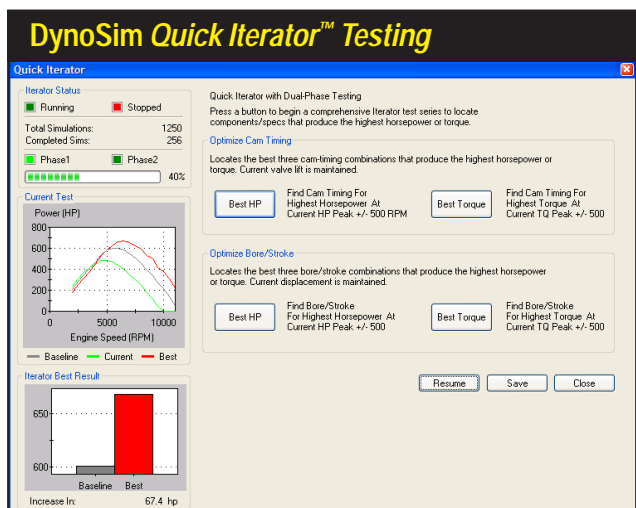 DynoSim Quick Iterator™ Testing
Quick Iterator
Iterator Status
Running Stopped
Total Simulations: 1250
Completed Sims: 256
Phase1 Phase2
40%
Current Test
Power (HP)
800
600
400
200
0
0 5000 10000
Engine Speed (RPM)
Baseline Current Best
Iterator Best Result
650
600
Baseline Best
Increase In: 67.4 hp
Quick Iterator with Dual-Phase Testing
Press a button to begin a comprehensive Iterator test series to locate
components/specs that produce the highest horsepower or torque.
Optimize Cam Timing
Locates the best three cam-timing combinations that produce the highest horsepower or
torque. Current valve lift is maintained.
Best HP
Find Cam Timing For
Highest Horsepower At
Current HP Peak +/- 500 RPM
Best Torque
Find Cam Timing For
Highest Torque At
Current TQ Peak +/- 500
Optimize Bore/Stroke
Locates the best three bore/stroke combinations that produce the highest horsepower
or torque. Current displacement is maintained.
Best HP
Find Bore/Stroke
For Highest Horsepower At
Current HP Peak +/- 500
Best Torque
Find Bore/Stroke
For Highest Torque At
Current TQ Peak +/- 500
Resume Save Close